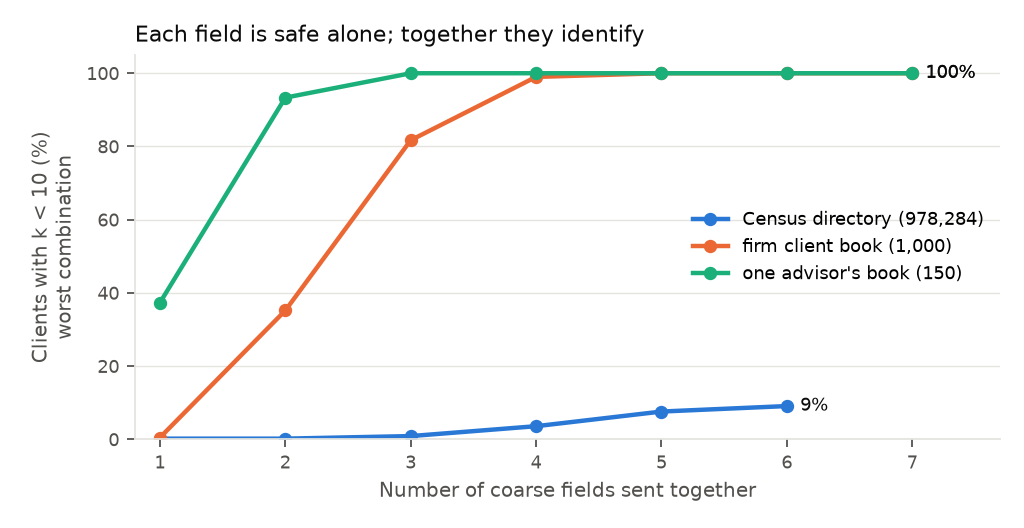 Each field is safe alone; together they identify
Clients with k < 10 (%)
worst combination
100
80
60
40
20
0
100%
9%
Census directory (978,284)
firm client book (1,000)
one advisor's book (150)
1 2 3 4 5 6 7
Number of coarse fields sent together